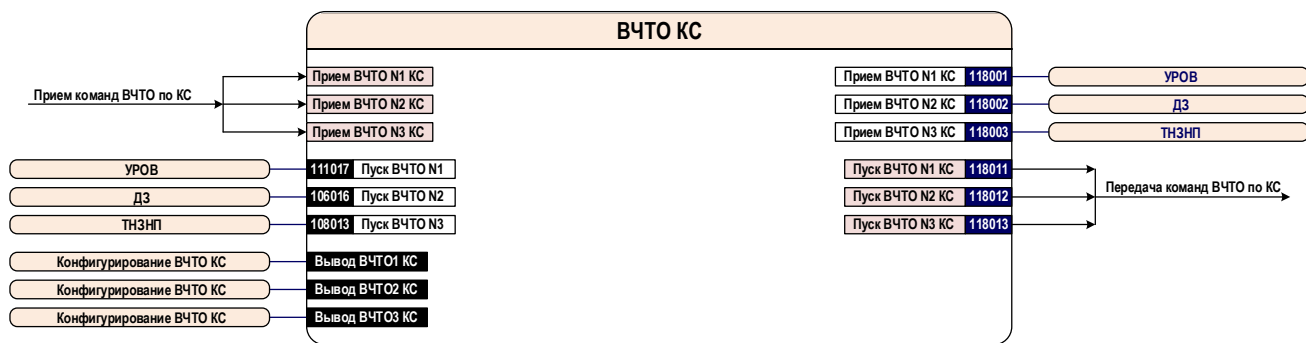 ВЧТО КС
Прием команд ВЧТО по КС
Прием ВЧТО N1 КС
Прием ВЧТО N2 КС
Прием ВЧТО N3 КС
УРОВ 111017 Пуск ВЧТО N1
ДЗ 106016 Пуск ВЧТО N2
ТНЗНП 108013 Пуск ВЧТО N3
Конфигурирование ВЧТО КС Вывод ВЧТО1 КС
Конфигурирование ВЧТО КС Вывод ВЧТО2 КС
Конфигурирование ВЧТО КС Вывод ВЧТО3 КС
Прием ВЧТО N1 КС 118001 УРОВ
Прием ВЧТО N2 КС 118002 ДЗ
Прием ВЧТО N3 КС 118003 ТНЗНП
Пуск ВЧТО N1 КС 118011
Пуск ВЧТО N2 КС 118012
Пуск ВЧТО N3 КС 118013
Передача команд ВЧТО по КС